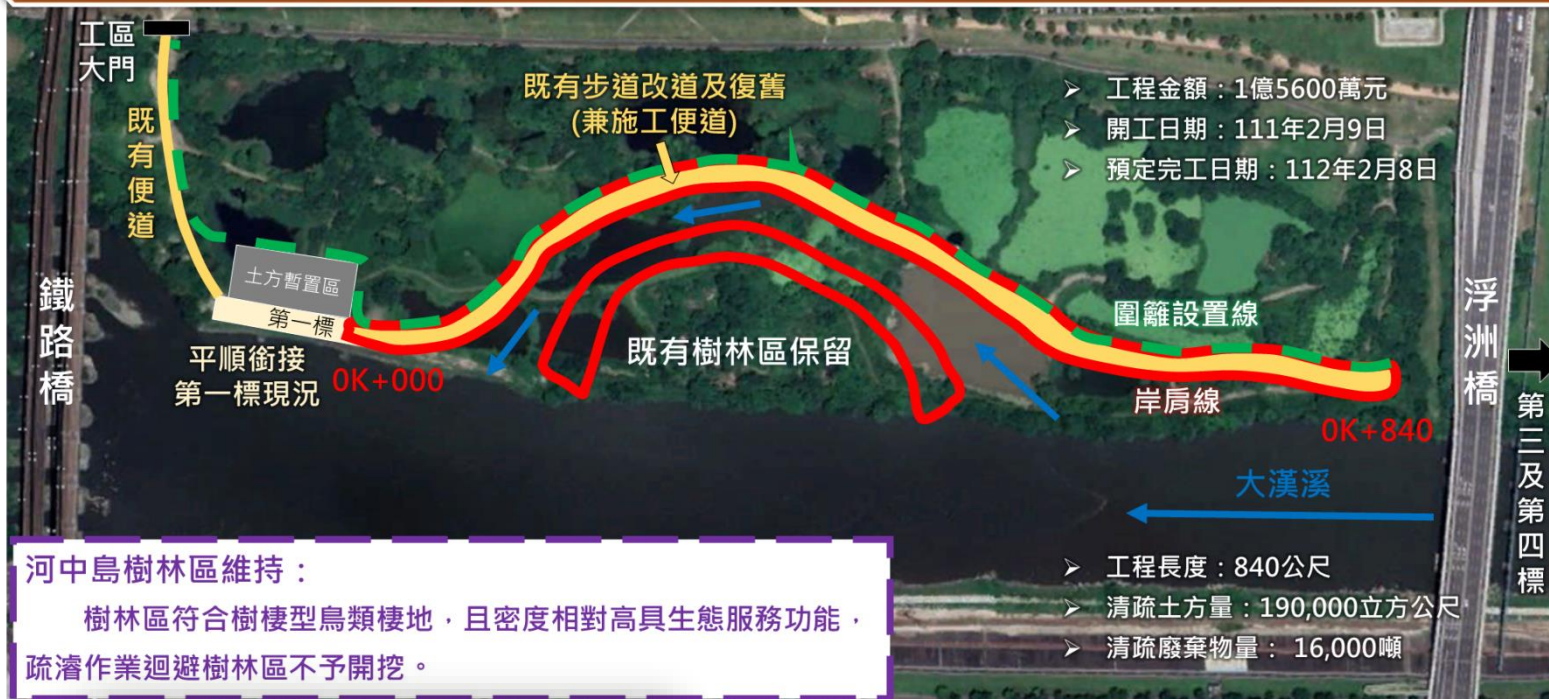 工區
大門
既有便道
鐵路橋
既有步道改道及復舊
(兼施工便道)
➢ 工程金額：1億5600萬元
➢ 開工日期：111年2月9日
➢ 預定完工日期：112年2月8日
土方暫置區
第一標
平順銜接
第一標現況
0K+000
既有樹林區保留
圍籬設置線
岸肩線
0K+840
浮洲橋
第三及第四標
大漢溪
河中島樹林區維持：
樹林區符合樹棲型鳥類棲地，且密度相對高具生態服務功能，
疏濬作業迴避樹林區不予開挖。
➢ 工程長度：840公尺
➢ 清疏土方量：190,000立方公尺
➢ 清疏廢棄物量： 16,000噸